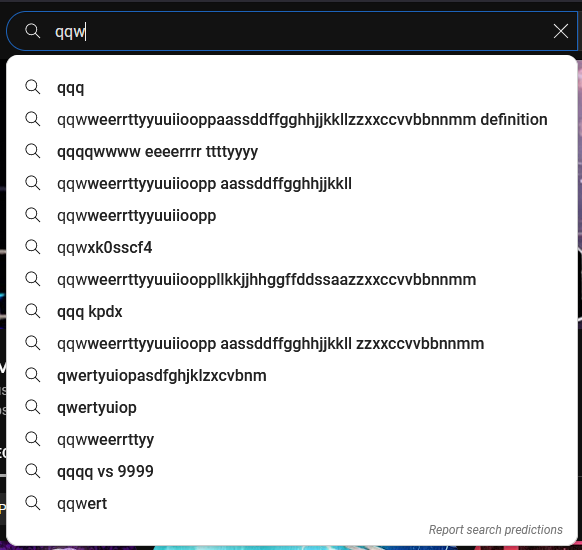 qqw
qqq
qqwweerrttyyuuiiooppaassddffgghhjjkkllzzxxccvvbbnnmm definition
qqqqwwww eeeerrrr ttttyyyy
qqwweerrttyyuuiioopp aassddffgghhjjkkll
qqwweerrttyyuuiioopp
qqwxk0sscf4
qqwweerrttyyuuiiooppllkkjjhhggffddssaazzxxccvvbbnnmm
qqq kpdx
qqwweerrttyyuuiioopp aassddffgghhjjkkll zzxxccvvbbnnmm
qwertyuiopasdfghjklzxcvbnm
qwertyuiop
qqwweerrttyy
qqqq vs 9999
qqwert
Report search predictions